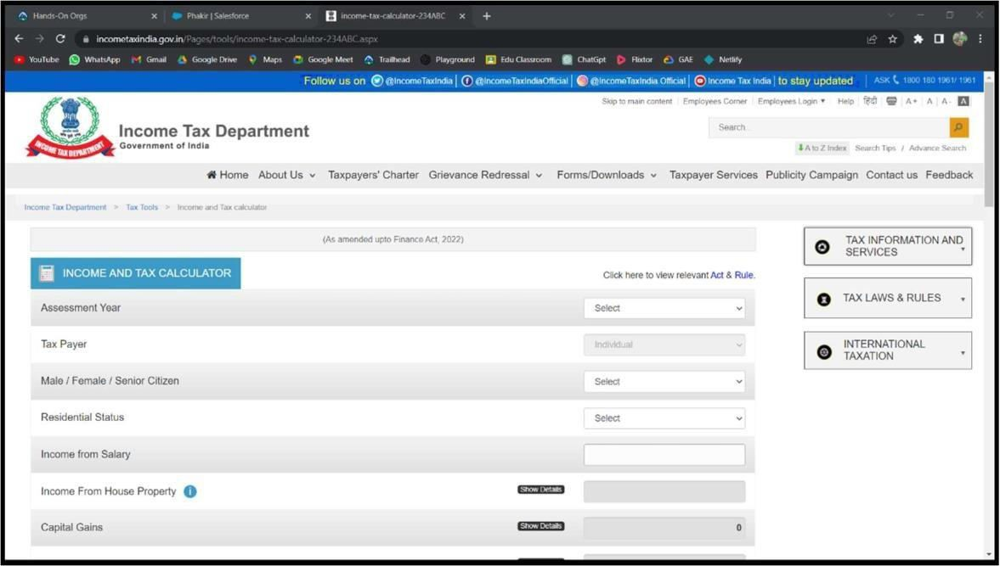 Hands-On Orgs
Phakir | Salesforce
income-tax-calculator-234ABC
incometaxindia.gov.in/Pages/tools/income-tax-calculator-234ABC.aspx
YouTube WhatsApp Gmail Google Drive Maps Google Meet Trailhead Playground Edu Classroom ChatGpt Flixtor GAE Netlify
Follow us on @IncomeTaxIndia | @IncomeTaxIndiaOfficial | @IncomeTaxIndia.Official | Income Tax India | to stay updated ASK 1800 180 1961/ 1961
Skip to main content Employees Corner Employees Login Help हिंदी A+ A A- A
INCOME TAX DEPARTMENT
Income Tax Department
Government of India
Search...
A to Z Index Search Tips / Advance Search
Home About Us Taxpayers' Charter Grievance Redressal Forms/Downloads Taxpayer Services Publicity Campaign Contact us Feedback
Income Tax Department > Tax Tools > Income and Tax calculator
(As amended upto Finance Act, 2022)
INCOME AND TAX CALCULATOR
Click here to view relevant Act & Rule.
Assessment Year Select
Tax Payer Individual
Male / Female / Senior Citizen Select
Residential Status Select
Income from Salary
Income From House Property i Show Details
Capital Gains Show Details 0
TAX INFORMATION AND
SERVICES
TAX LAWS & RULES
INTERNATIONAL
TAXATION